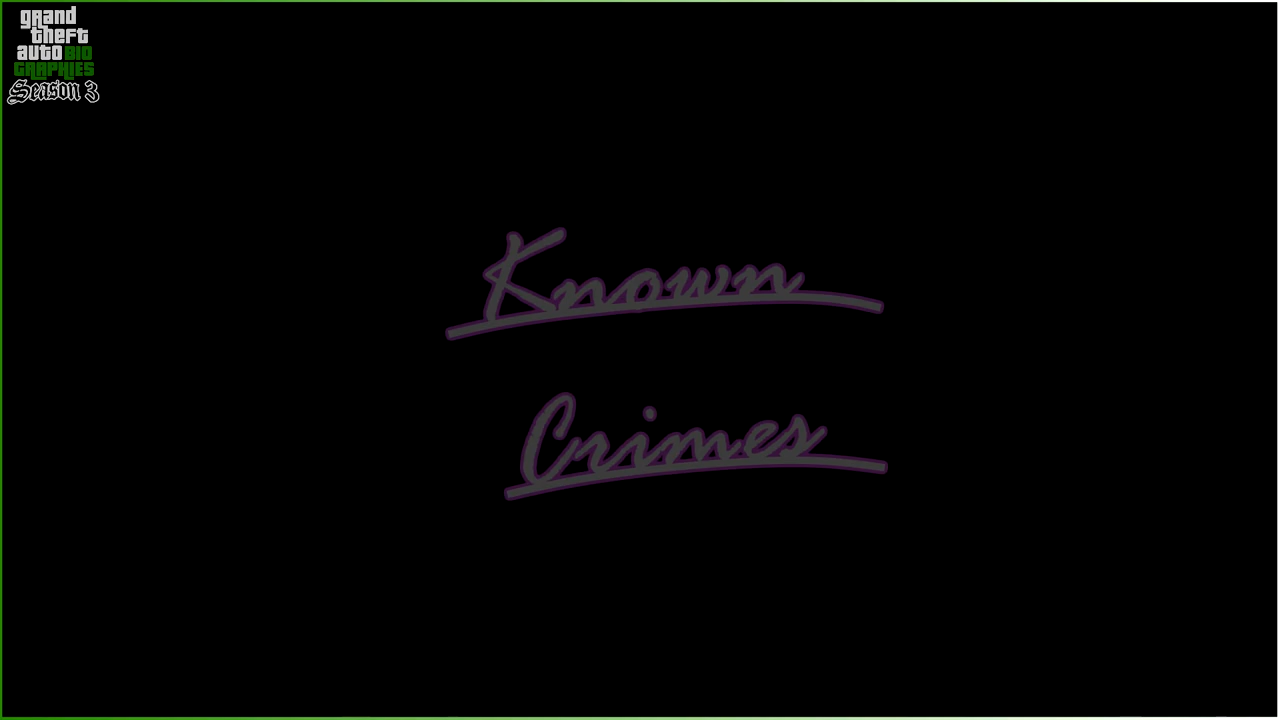 grand
theft
auto BIO
GRAPHIES
Season 3
Known
Crimes